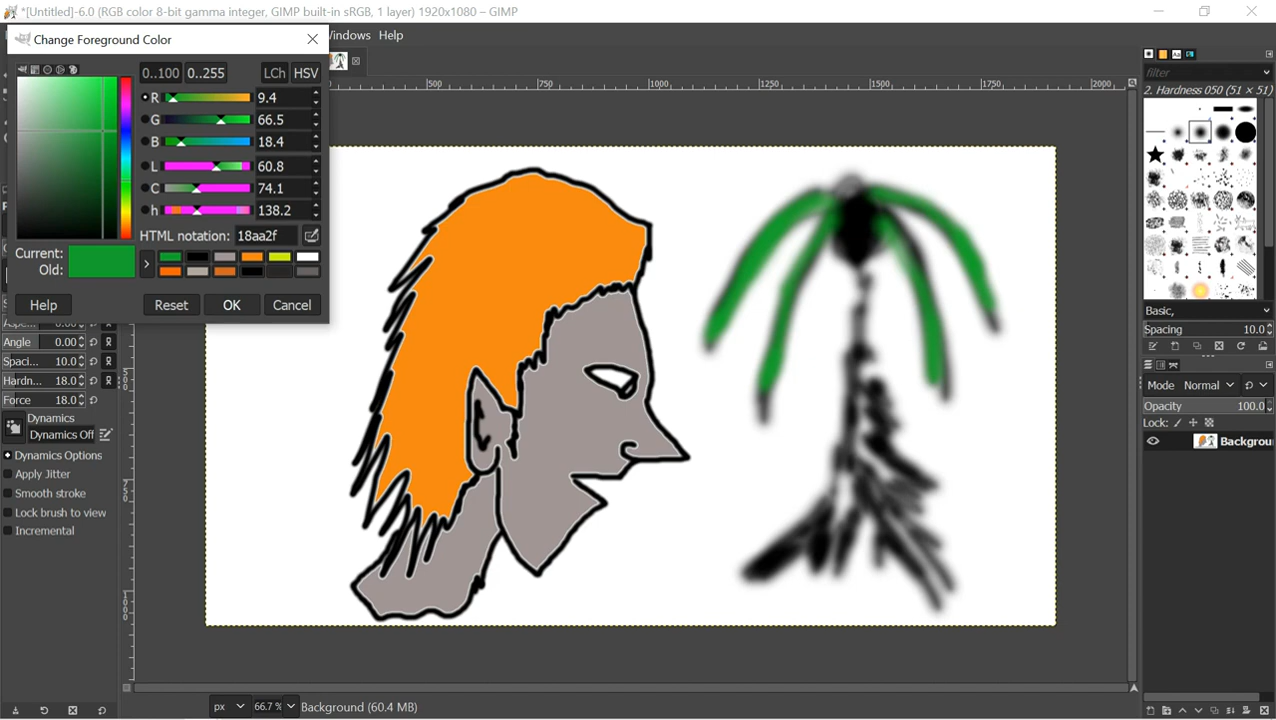 *[Untitled]-6.0 (RGB color 8-bit gamma integer, GIMP built-in sRGB, 1 layer) 1920x1080 – GIMP
Change Foreground Color
Windows Help
0..100 0..255 LCh HSV
R 9.4
G 66.5
B 18.4
L 60.8
C 74.1
h 138.2
HTML notation: 18aa2f
Current:
Old:
Help Reset OK Cancel
500 750 1000 1250 1500 1750 2000
Angle 0.00
Spaci... 10.0
Hardn... 18.0
Force 18.0
Dynamics
Dynamics Off
Dynamics Options
Apply Jitter
Smooth stroke
Lock brush to view
Incremental
500
750
1000
px 66.7 % Background (60.4 MB)
filter
2. Hardness 050 (51 × 51)
Basic,
Spacing 10.0
Mode Normal
Opacity 100.0
Lock:
Backgrou